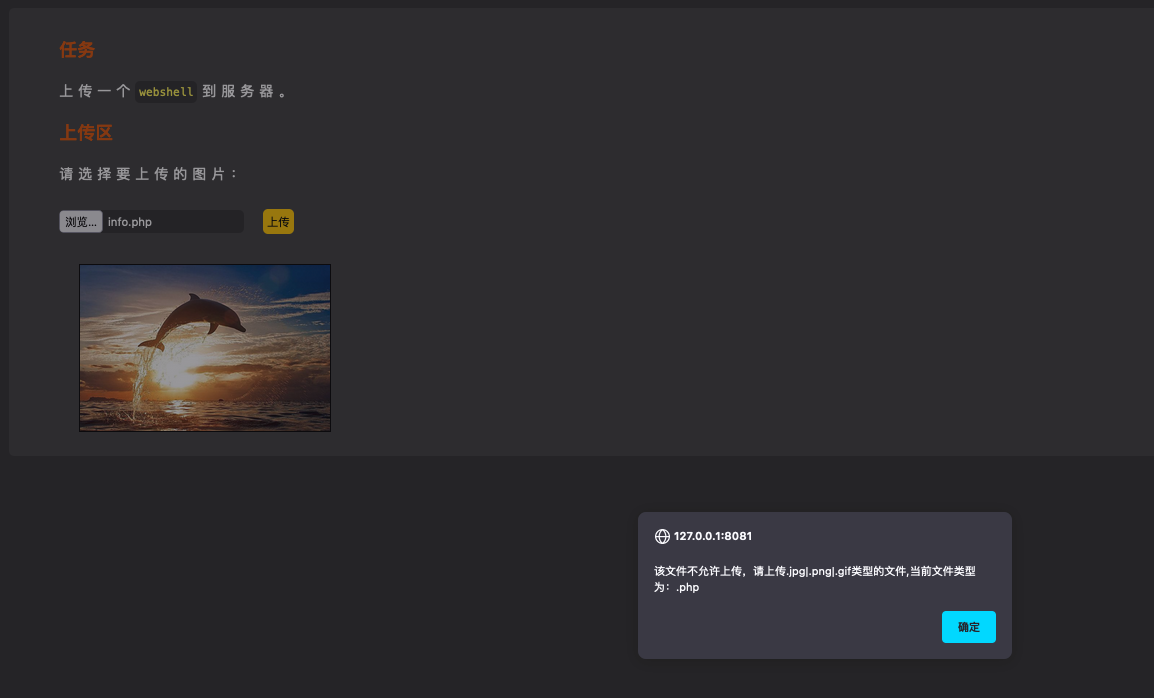 任务
上传一个 webshell 到服务器。
上传区
请选择要上传的图片：
浏览... info.php 上传
127.0.0.1:8081
该文件不允许上传，请上传.jpg|.png|.gif类型的文件,当前文件类型
为：.php
确定